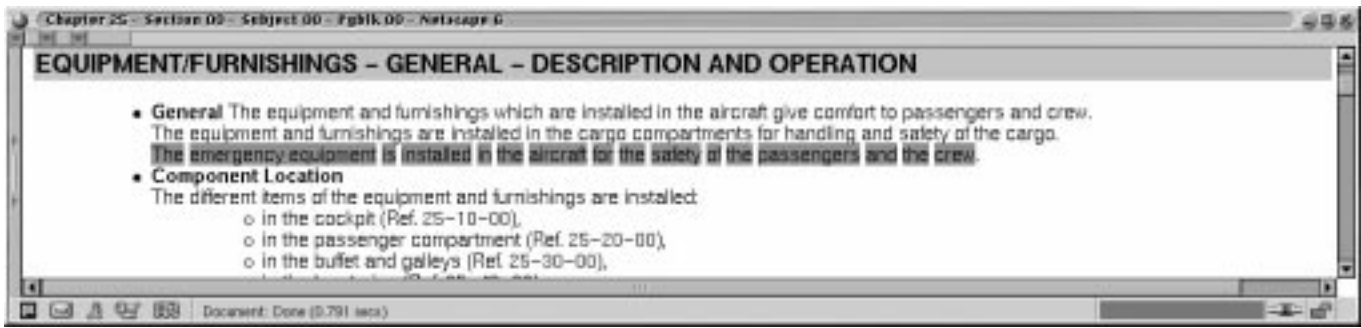 Chapter 25 - Section 00 - Subject 00 - Pgblk 00 - Netscape 6
EQUIPMENT/FURNISHINGS – GENERAL – DESCRIPTION AND OPERATION
• General The equipment and furnishings which are installed in the aircraft give comfort to passengers and crew.
The equipment and furnishings are installed in the cargo compartments for handling and safety of the cargo.
The emergency equipment is installed in the aircraft for the safety of the passengers and the crew.
• Component Location
The different items of the equipment and furnishings are installed:
o in the cockpit (Ref. 25-10-00),
o in the passenger compartment (Ref. 25-20-00),
o in the buffet and galleys (Ref. 25-30-00),
Document: Done (0.791 secs)